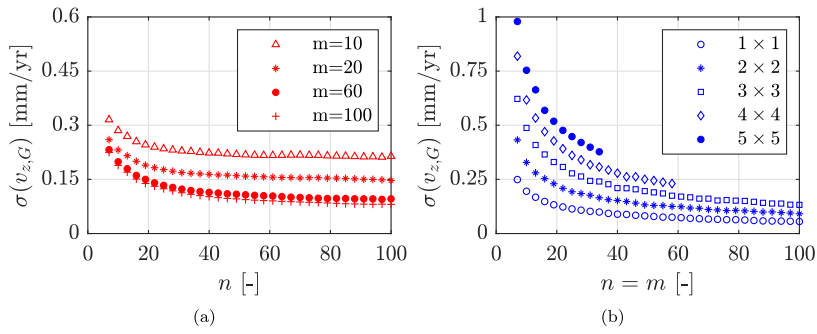 σ(v_{z,G}) [mm/yr]
0.6
0.45
0.3
0.15
0
0 20 40 60 80 100
n [-]
m=10
m=20
m=60
m=100
(a)
σ(v_{z,G}) [mm/yr]
1
0.75
0.5
0.25
0
0 20 40 60 80 100
n = m [-]
1 × 1
2 × 2
3 × 3
4 × 4
5 × 5
(b)